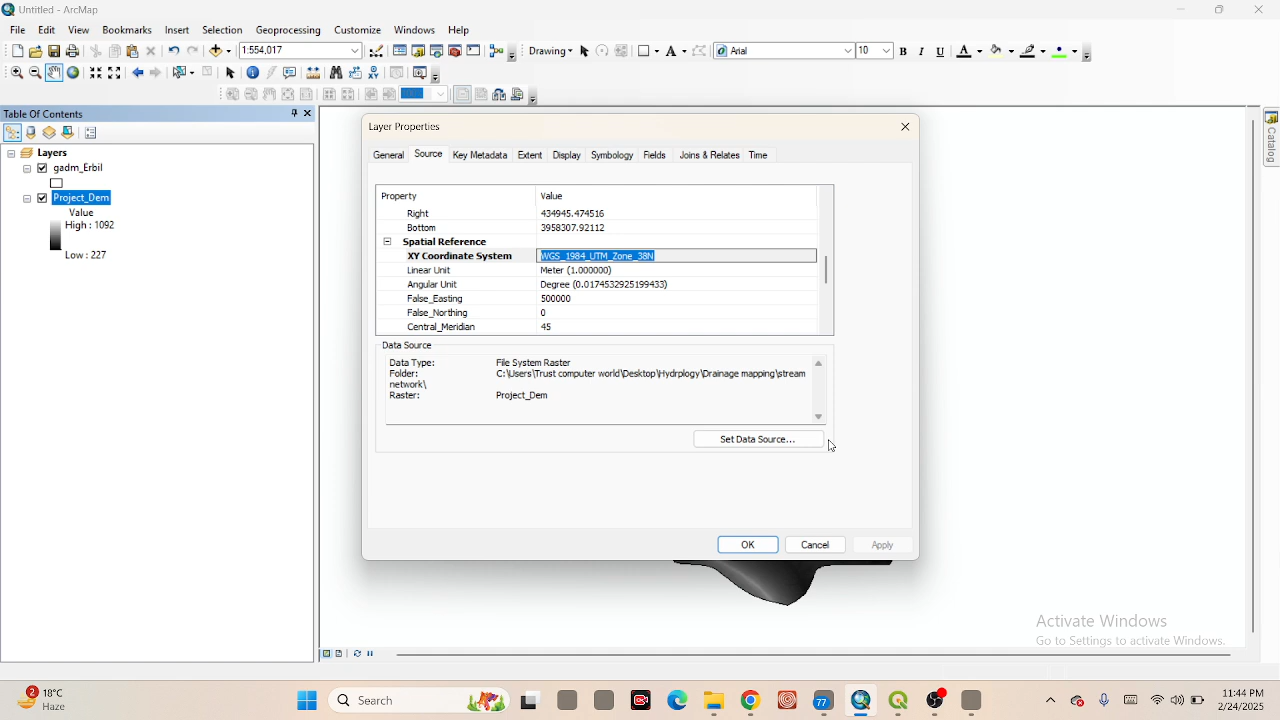 Untitled - ArcMap
File Edit View Bookmarks Insert Selection Geoprocessing Customize Windows Help
1:554,017 Drawing Arial 10 B I U A
Table Of Contents
Layers
gadm_Erbil
Project_Dem
Value
High : 1092
Low : 227
Layer Properties
General Source Key Metadata Extent Display Symbology Fields Joins & Relates Time
Property Value
Right 434945.474516
Bottom 3958307.92112
Spatial Reference
XY Coordinate System WGS_1984_UTM_Zone_38N
Linear Unit Meter (1.000000)
Angular Unit Degree (0.0174532925199433)
False_Easting 500000
False_Northing 0
Central_Meridian 45
Data Source
Data Type: File System Raster
Folder: C:\Users\Trust computer world\Desktop\Hydrplogy\Drainage mapping\stream
network\
Raster: Project_Dem
Set Data Source...
OK Cancel Apply
Catalog
Activate Windows
Go to Settings to activate Windows.
2 18°C
Haze
Search
77
11:44 PM
2/24/2025